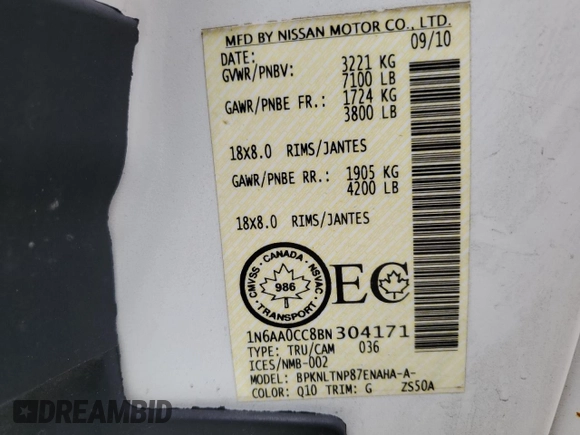 MFD BY NISSAN MOTOR CO., LTD.
DATE: 09/10
GVWR/PNBV: 3221 KG
7100 LB
GAWR/PNBE FR.: 1724 KG
3800 LB
18X8.0 RIMS/JANTES
GAWR/PNBE RR.: 1905 KG
4200 LB
18X8.0 RIMS/JANTES
CANADA
CMVSS · NSVAC
986
TRANSPORT
EC
1N6AA0CC8BN304171
TYPE: TRU/CAM 036
ICES/NMB-002
MODEL: BPKNLTNP87ENAHA-A-
COLOR: Q10 TRIM: G ZS50A
AUTOHELPERBOT.COM